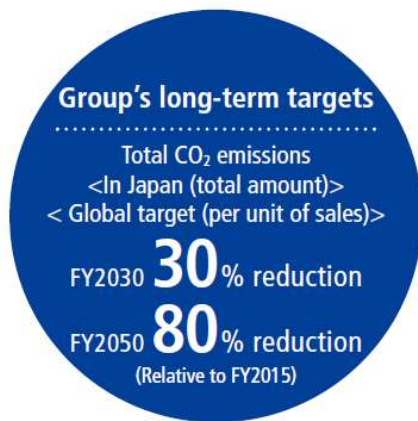 Group's long-term targets
Total CO₂ emissions
<In Japan (total amount)>
< Global target (per unit of sales)>
FY2030 30% reduction
FY2050 80% reduction
(Relative to FY2015)